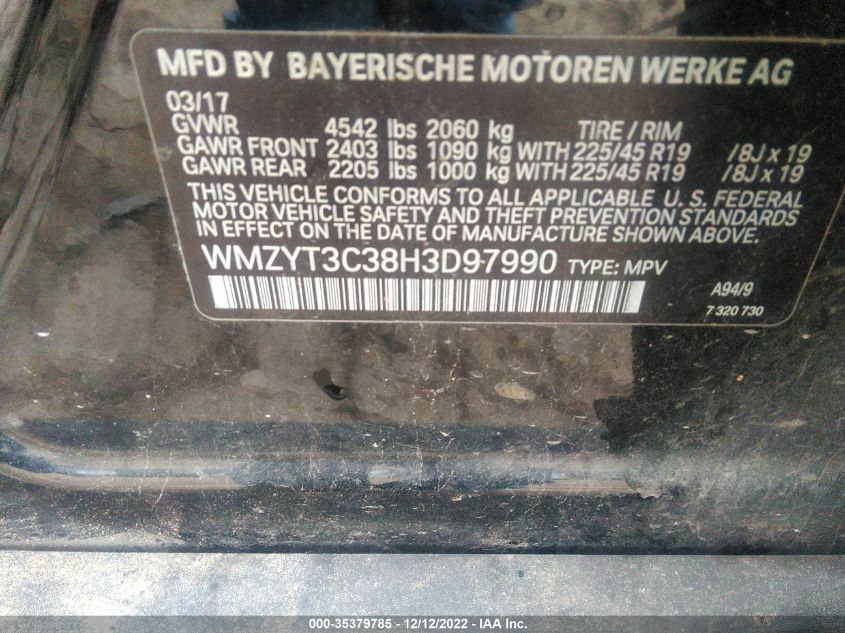 MFD BY BAYERISCHE MOTOREN WERKE AG
03/17
GVWR 4542 lbs 2060 kg TIRE / RIM
GAWR FRONT 2403 lbs 1090 kg WITH 225/45 R19 /8J x 19
GAWR REAR 2205 lbs 1000 kg WITH 225/45 R19 /8J x 19
THIS VEHICLE CONFORMS TO ALL APPLICABLE U. S. FEDERAL
MOTOR VEHICLE SAFETY AND THEFT PREVENTION STANDARDS
IN EFFECT ON THE DATE OF MANUFACTURE SHOWN ABOVE.
WMZYT3C38H3D97990 TYPE: MPV
A94/9
7 320 730
000-35379785 - 12/12/2022 - IAA Inc.